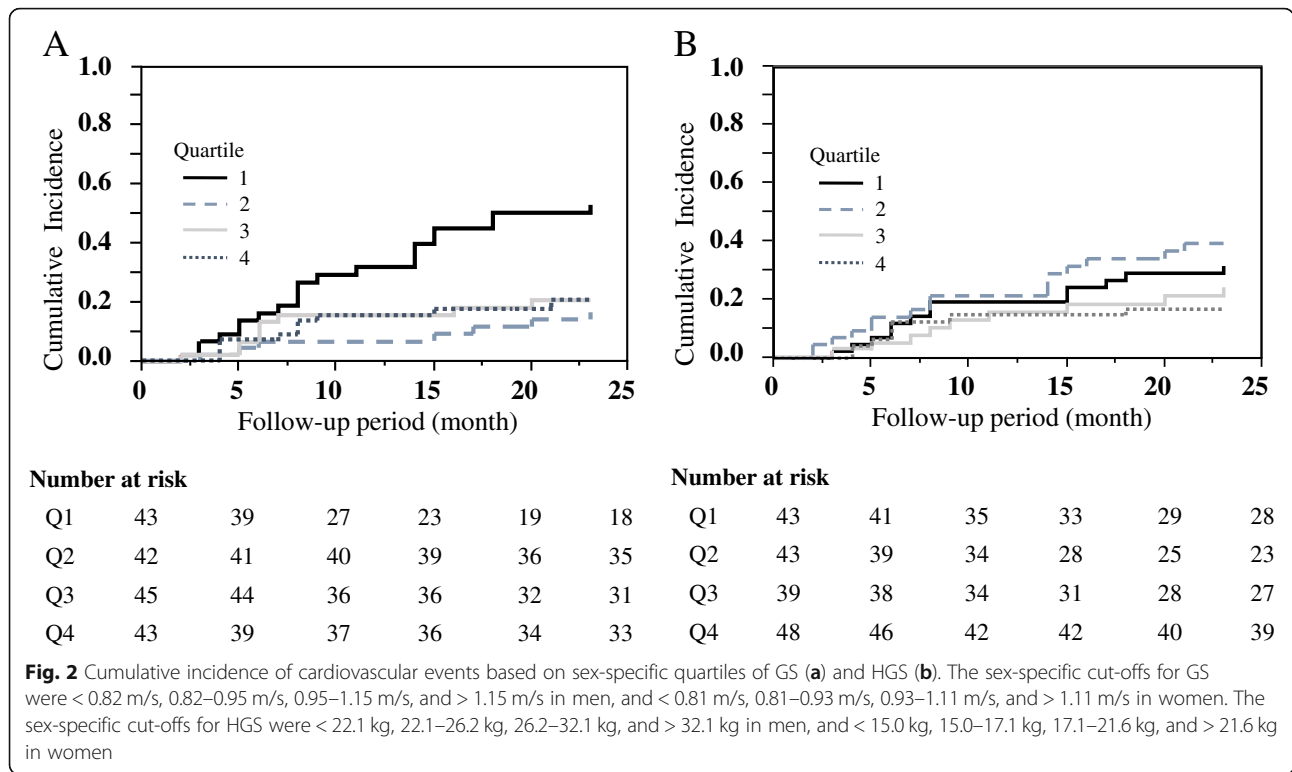 A
1.0
0.8
0.6
0.4
0.2
0.0
Cumulative Incidence
Quartile
1
2
3
4
0 5 10 15 20 25
Follow-up period (month)
B
1.0
0.8
0.6
0.4
0.2
0.0
Cumulative Incidence
Quartile
1
2
3
4
0 5 10 15 20 25
Follow-up period (month)
Number at risk
Q1 43 39 27 23 19 18
Q2 42 41 40 39 36 35
Q3 45 44 36 36 32 31
Q4 43 39 37 36 34 33
Number at risk
Q1 43 41 35 33 29 28
Q2 43 39 34 28 25 23
Q3 39 38 34 31 28 27
Q4 48 46 42 42 40 39
Fig. 2 Cumulative incidence of cardiovascular events based on sex-specific quartiles of GS (a) and HGS (b). The sex-specific cut-offs for GS
were < 0.82 m/s, 0.82–0.95 m/s, 0.95–1.15 m/s, and > 1.15 m/s in men, and < 0.81 m/s, 0.81–0.93 m/s, 0.93–1.11 m/s, and > 1.11 m/s in women. The
sex-specific cut-offs for HGS were < 22.1 kg, 22.1–26.2 kg, 26.2–32.1 kg, and > 32.1 kg in men, and < 15.0 kg, 15.0–17.1 kg, 17.1–21.6 kg, and > 21.6 kg
in women